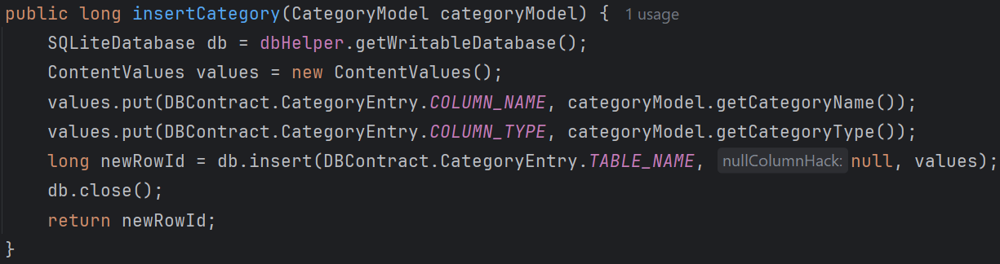 public long insertCategory(CategoryModel categoryModel) { 1 usage
    SQLiteDatabase db = dbHelper.getWritableDatabase();
    ContentValues values = new ContentValues();
    values.put(DBContract.CategoryEntry.COLUMN_NAME, categoryModel.getCategoryName());
    values.put(DBContract.CategoryEntry.COLUMN_TYPE, categoryModel.getCategoryType());
    long newRowId = db.insert(DBContract.CategoryEntry.TABLE_NAME, nullColumnHack: null, values);
    db.close();
    return newRowId;
}